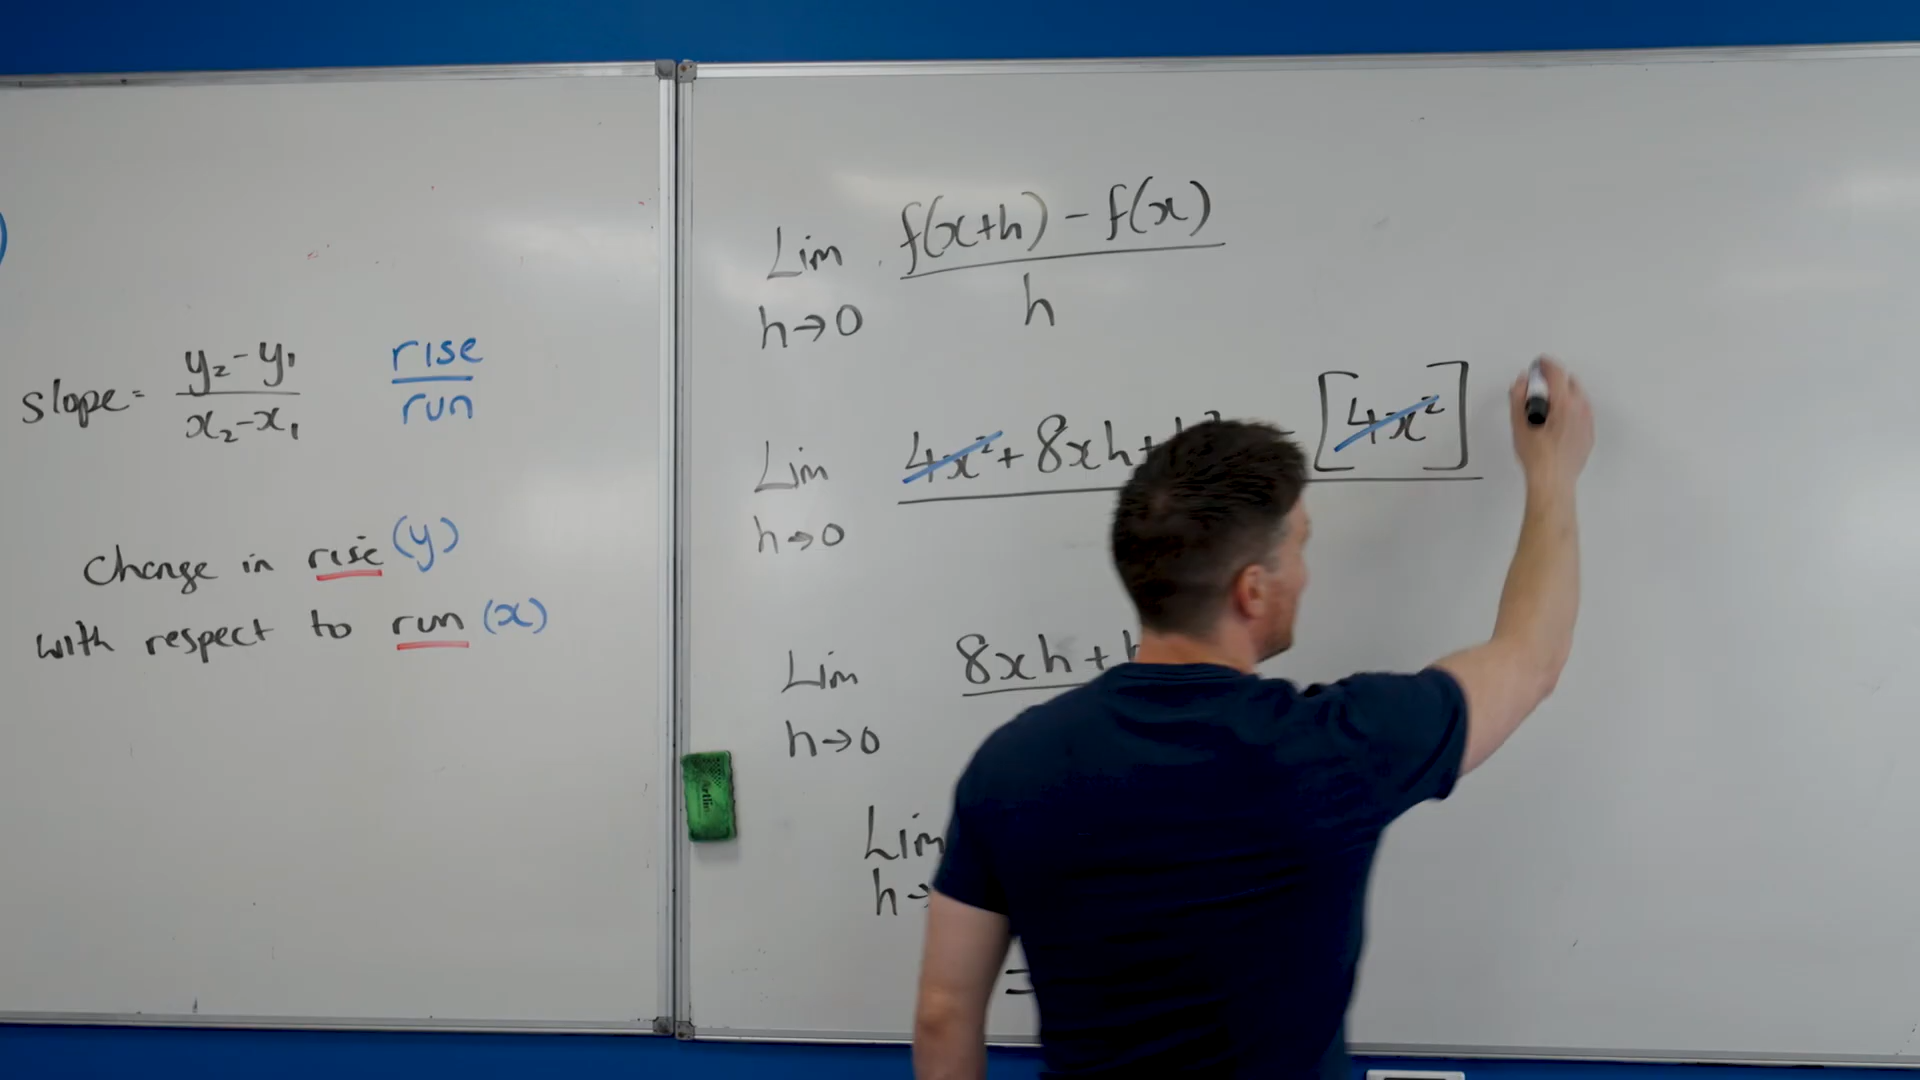 slope = y₂-y₁ rise
x₂-x₁ run
Change in rise (y)
with respect to run (x)
Lim f(x+h) - f(x)
h→0 h
Lim 4x² + 8xh + - [4x²]
h→0
Lim 8xh + h
h→0
Lim
h→
=